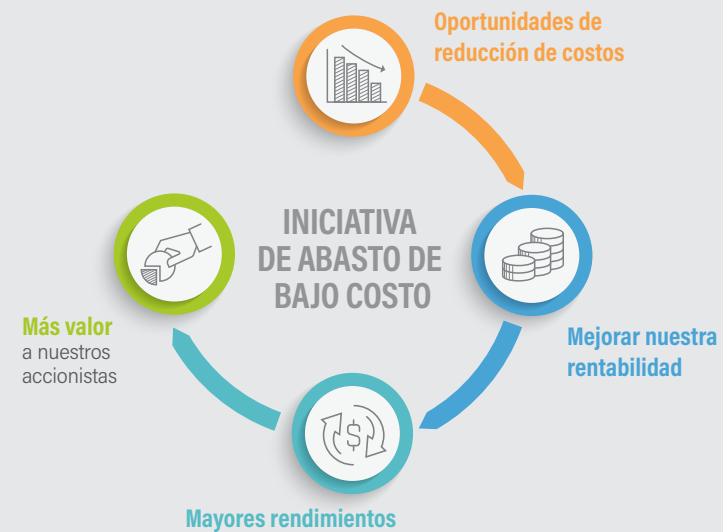 Oportunidades de
reducción de costos
INICIATIVA
DE ABASTO DE
BAJO COSTO
Mejorar nuestra
rentabilidad
Mayores rendimientos
Más valor
a nuestros
accionistas
$